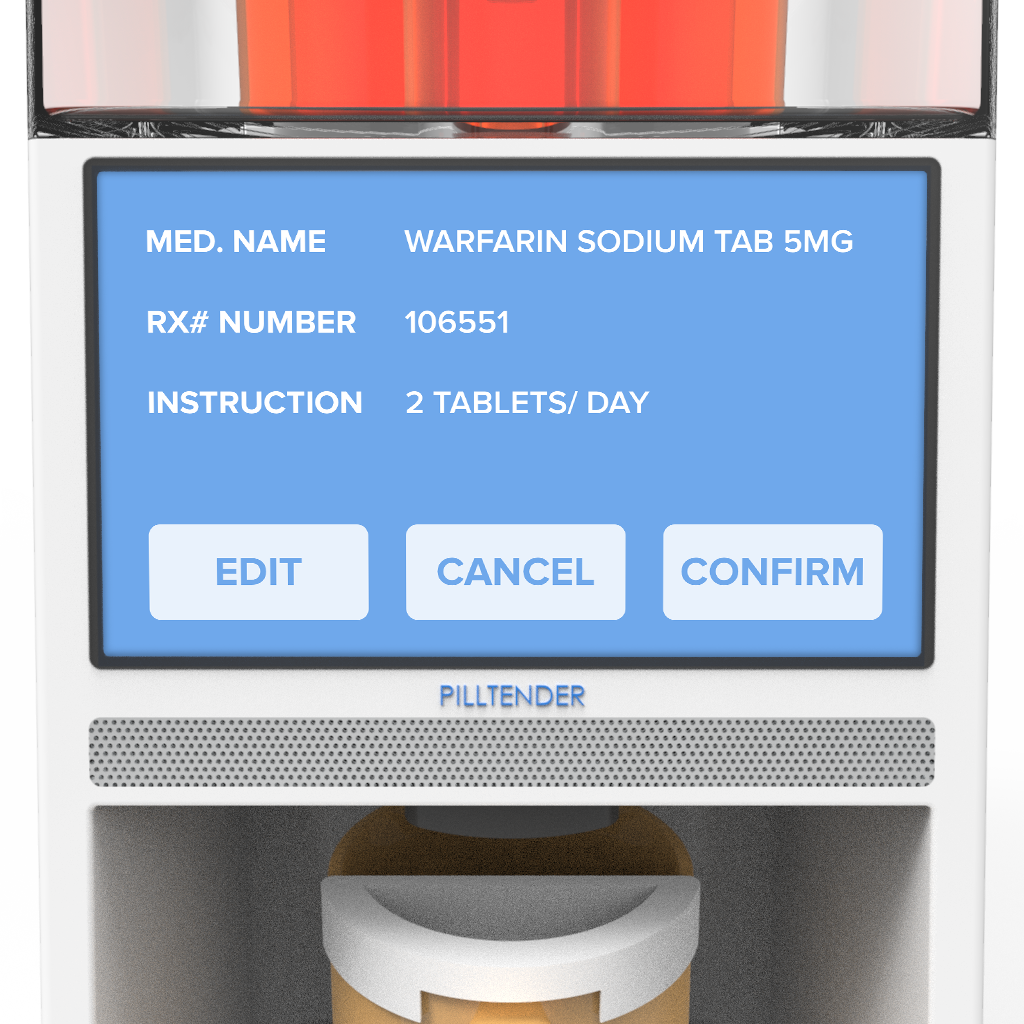 MED. NAME WARFARIN SODIUM TAB 5MG
RX# NUMBER 106551
INSTRUCTION 2 TABLETS/ DAY
EDIT CANCEL CONFIRM
PILLTENDER